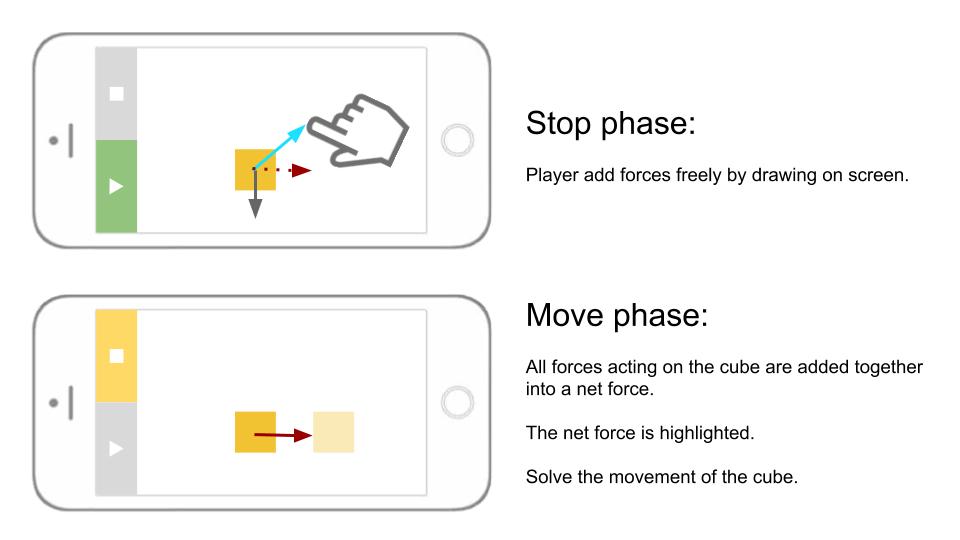 Stop phase:
Player add forces freely by drawing on screen.
Move phase:
All forces acting on the cube are added together
into a net force.
The net force is highlighted.
Solve the movement of the cube.